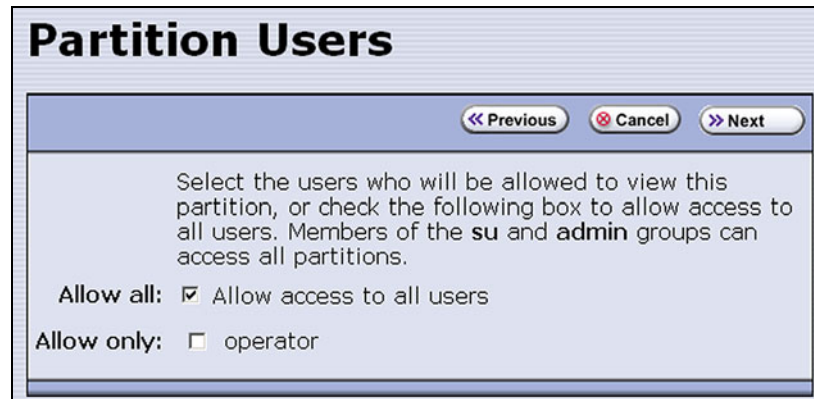 Partition Users
Previous Cancel Next
Select the users who will be allowed to view this
partition, or check the following box to allow access to
all users. Members of the su and admin groups can
access all partitions.
Allow all: Allow access to all users
Allow only: operator